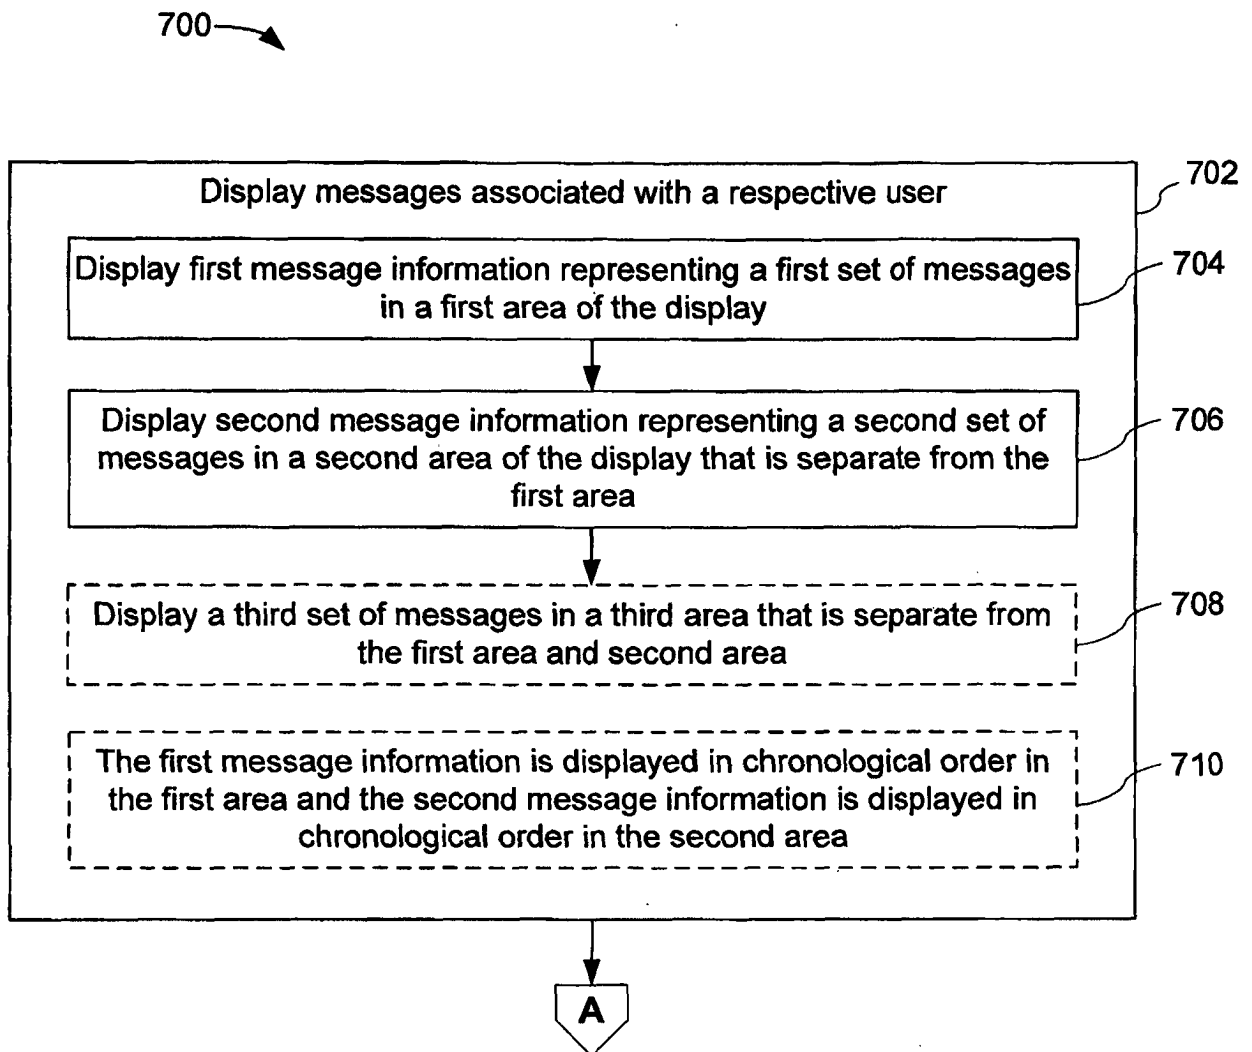 700
Display messages associated with a respective user
702
Display first message information representing a first set of messages
in a first area of the display
704
Display second message information representing a second set of
messages in a second area of the display that is separate from the
first area
706
Display a third set of messages in a third area that is separate from
the first area and second area
708
The first message information is displayed in chronological order in
the first area and the second message information is displayed in
chronological order in the second area
710
A